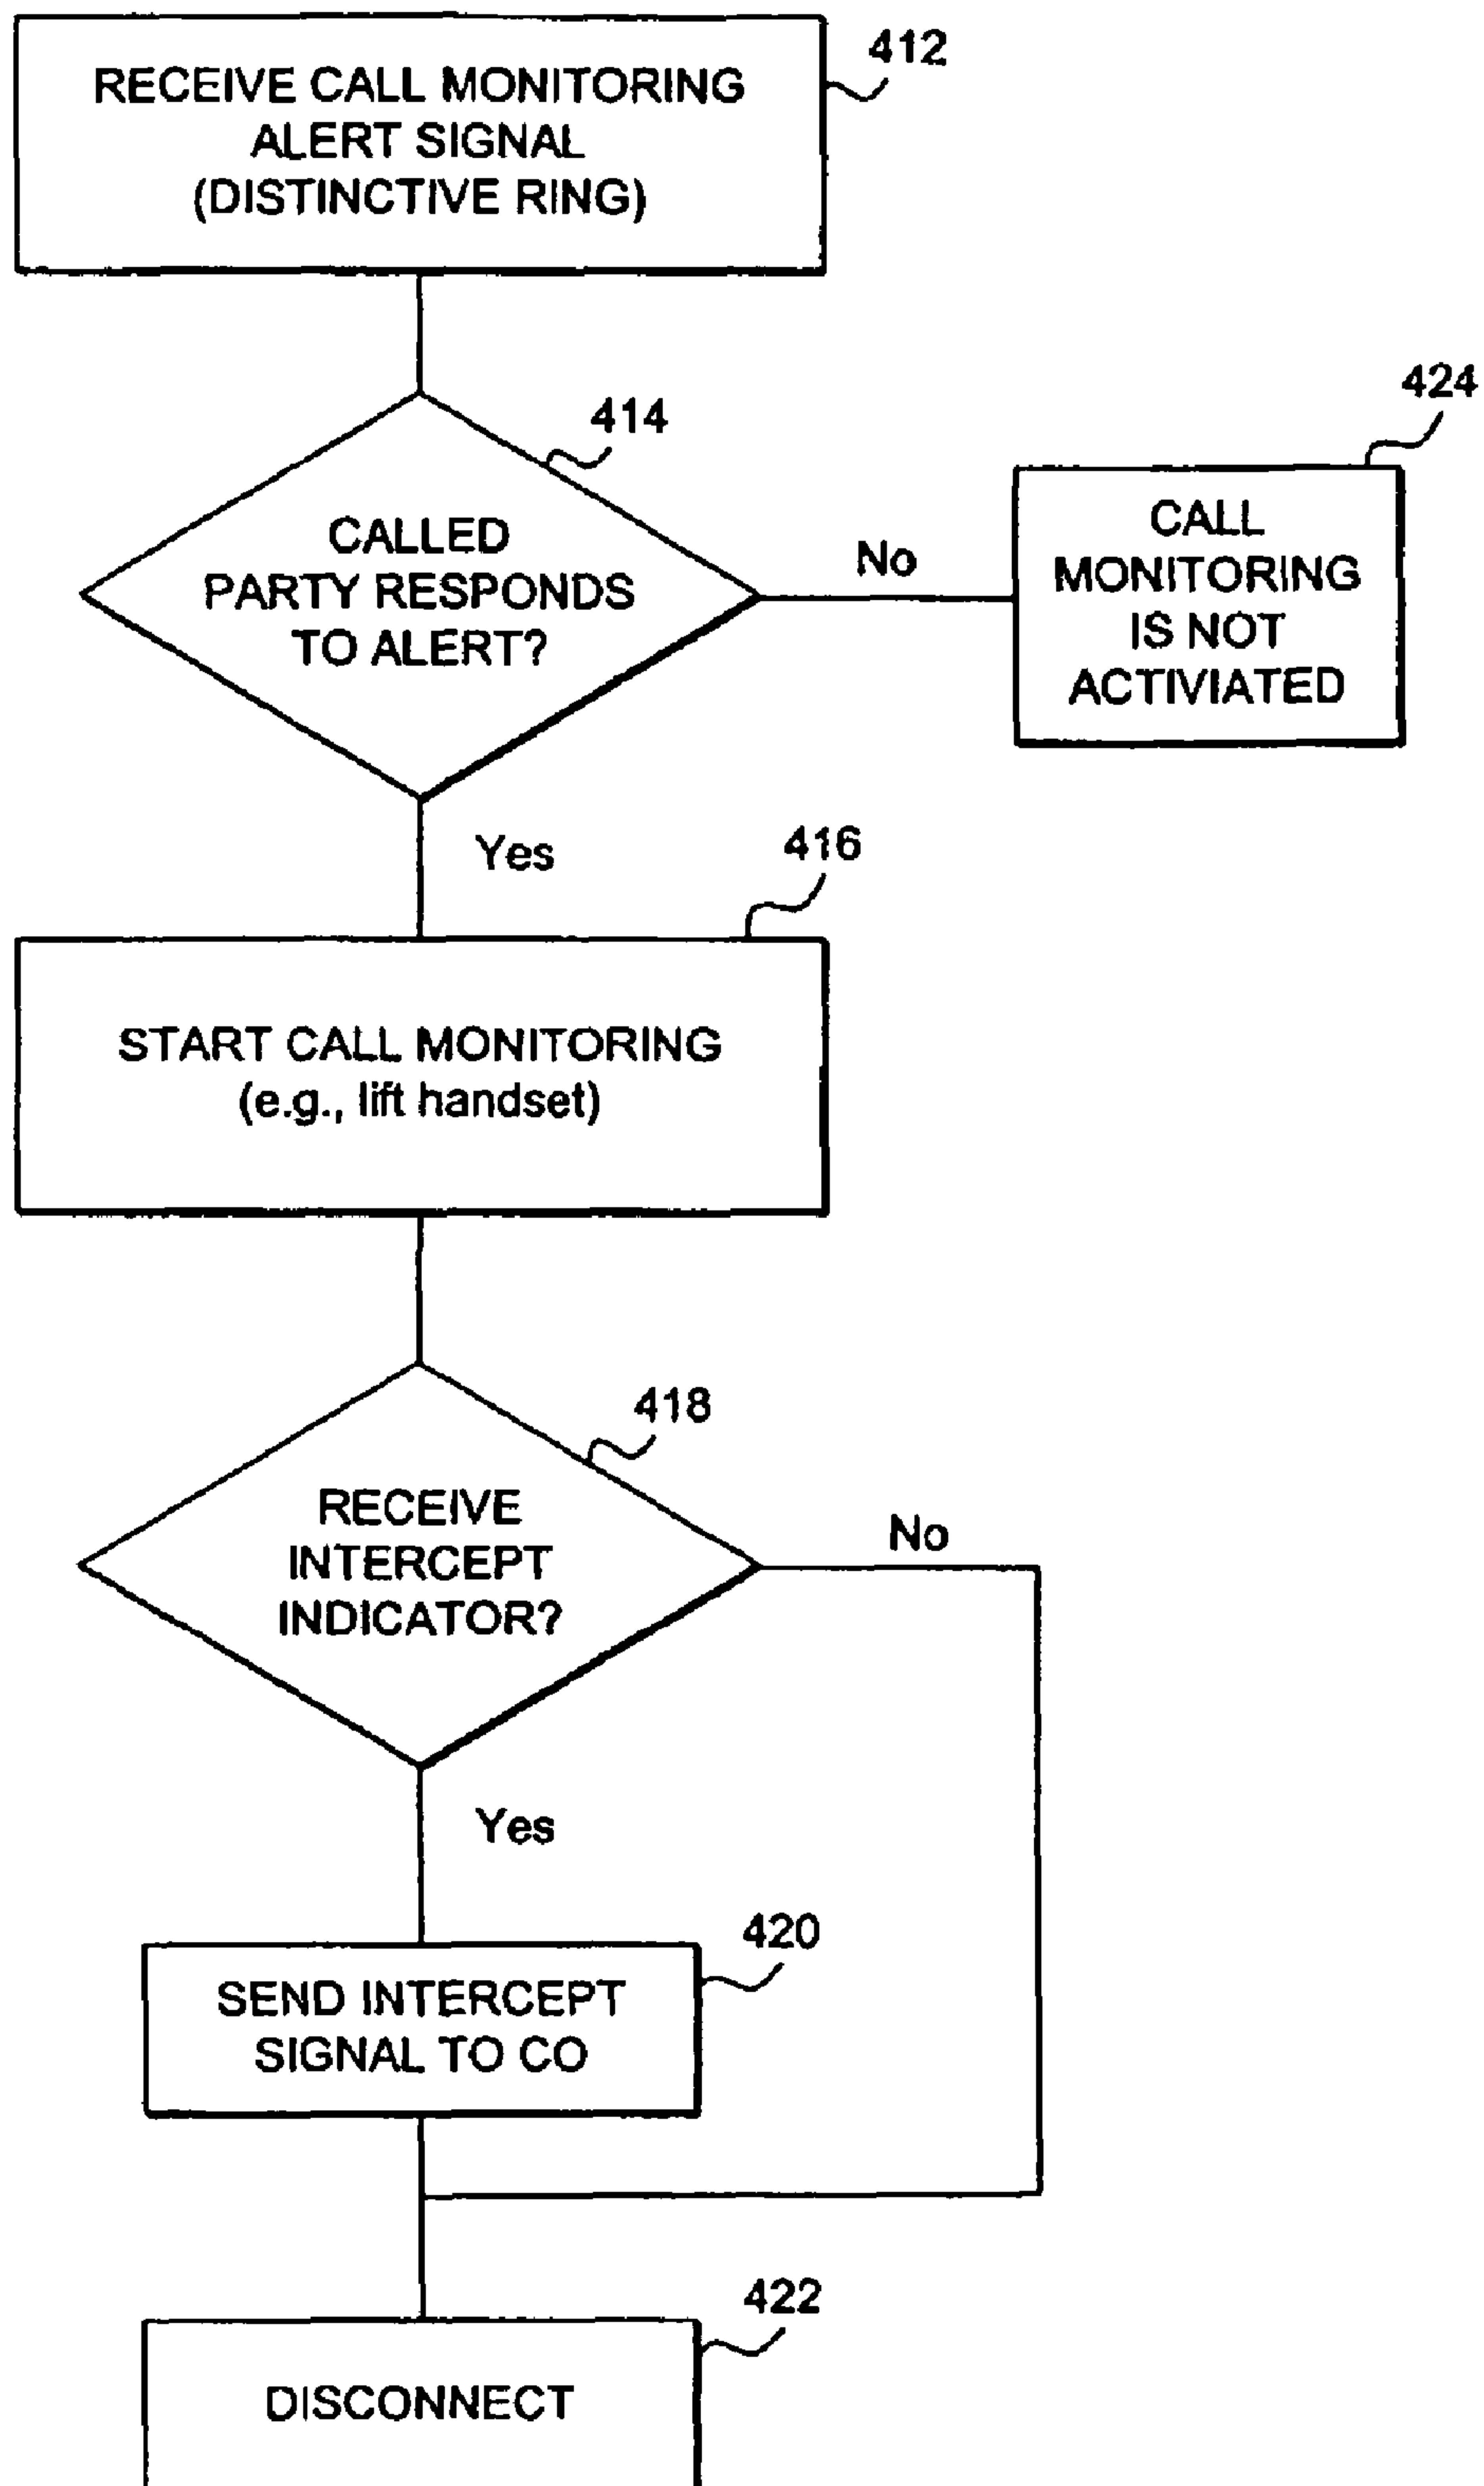 412
RECEIVE CALL MONITORING
ALERT SIGNAL
(DISTINCTIVE RING)
414
CALLED
PARTY RESPONDS
TO ALERT?
No
424
CALL
MONITORING
IS NOT
ACTIVIATED
Yes
416
START CALL MONITORING
(e.g., lift handset)
418
RECEIVE
INTERCEPT
INDICATOR?
No
Yes
420
SEND INTERCEPT
SIGNAL TO CO
422
DISCONNECT